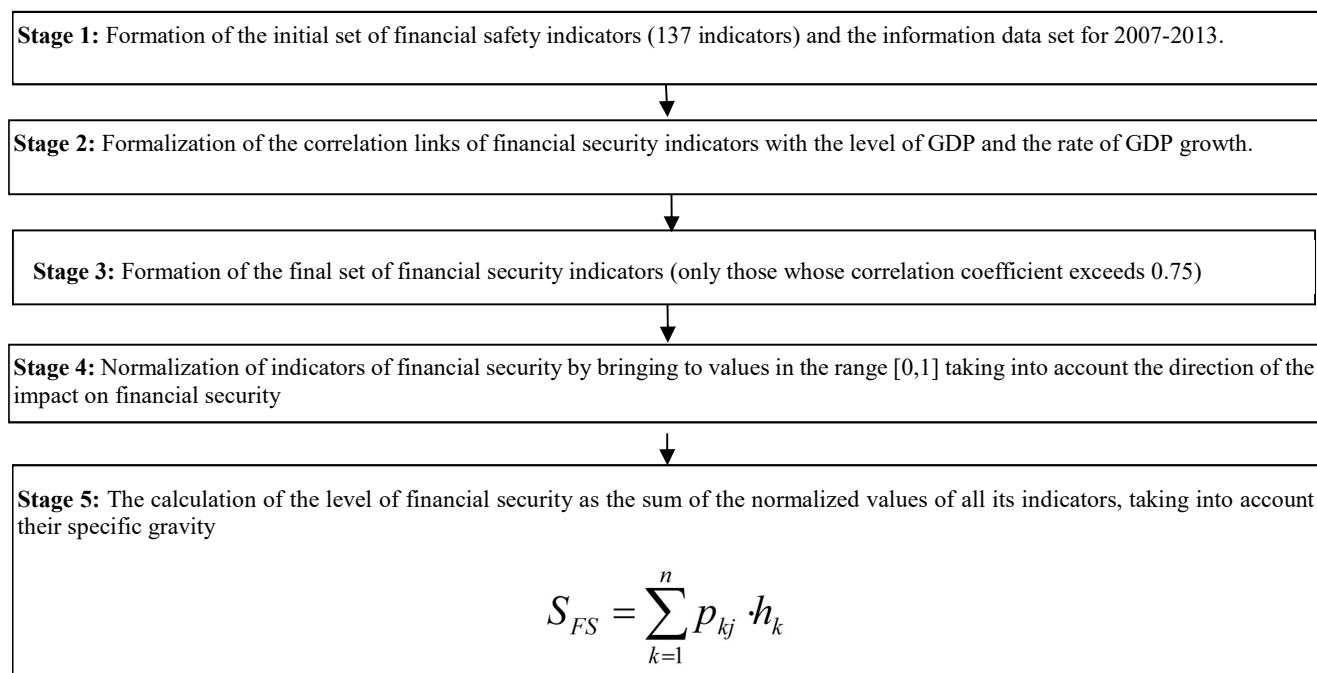 Stage 1: Formation of the initial set of financial safety indicators (137 indicators) and the information data set for 2007-2013.
Stage 2: Formalization of the correlation links of financial security indicators with the level of GDP and the rate of GDP growth.
Stage 3: Formation of the final set of financial security indicators (only those whose correlation coefficient exceeds 0.75)
Stage 4: Normalization of indicators of financial security by bringing to values in the range [0,1] taking into account the direction of the
impact on financial security
Stage 5: The calculation of the level of financial security as the sum of the normalized values of all its indicators, taking into account
their specific gravity
S_{FS} = \sum_{k=1}^{n} p_{kj} \cdot h_k